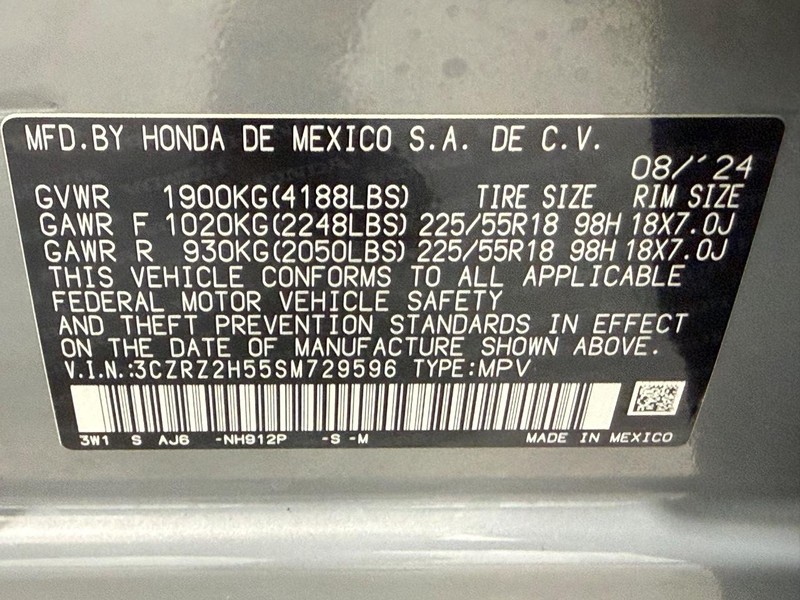 MFD.BY HONDA DE MEXICO S.A. DE C.V.
08/'24
GVWR 1900KG(4188LBS) TIRE SIZE RIM SIZE
GAWR F 1020KG(2248LBS) 225/55R18 98H 18X7.0J
GAWR R 930KG(2050LBS) 225/55R18 98H 18X7.0J
THIS VEHICLE CONFORMS TO ALL APPLICABLE
FEDERAL MOTOR VEHICLE SAFETY
AND THEFT PREVENTION STANDARDS IN EFFECT
ON THE DATE OF MANUFACTURE SHOWN ABOVE.
V.I.N.:3CZRZ2H55SM729596 TYPE:MPV
3W1 S AJ6 -NH912P -S -M MADE IN MEXICO